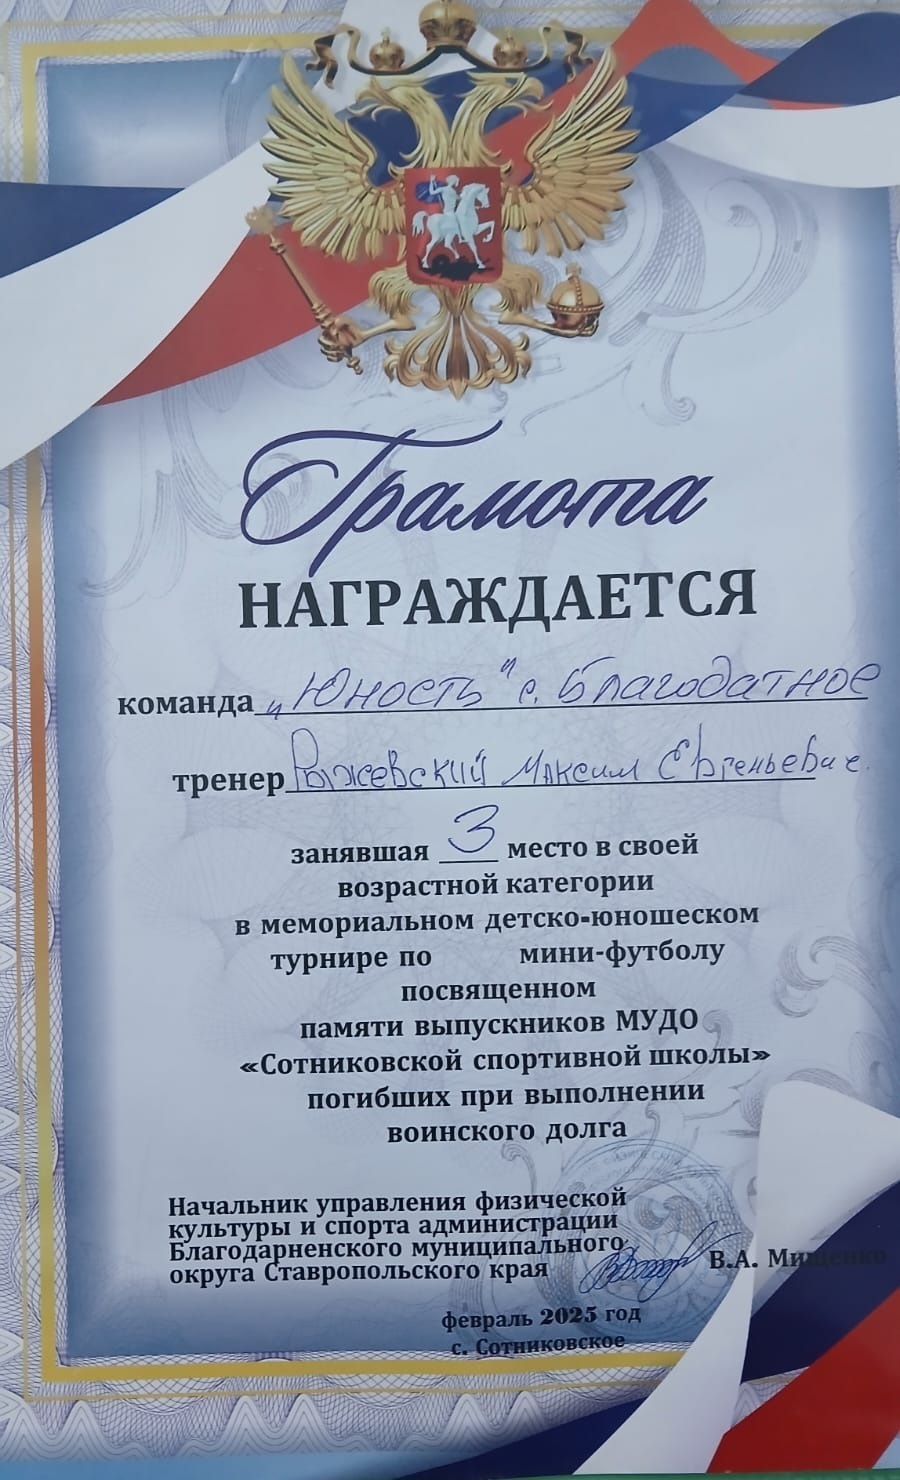 Грамота
НАГРАЖДАЕТСЯ
команда „Юность" с. Благодатное
тренер Рыжевский Максим Евгеньевич.
занявшая 3 место в своей
возрастной категории
в мемориальном детско-юношеском
турнире по мини-футболу
посвященном
памяти выпускников МУДО
«Сотниковской спортивной школы»
погибших при выполнении
воинского долга
Начальник управления физической
культуры и спорта администрации
Благодарненского муниципального
округа Ставропольского края В.А. Мищенко
февраль 2025 год
с. Сотниковское